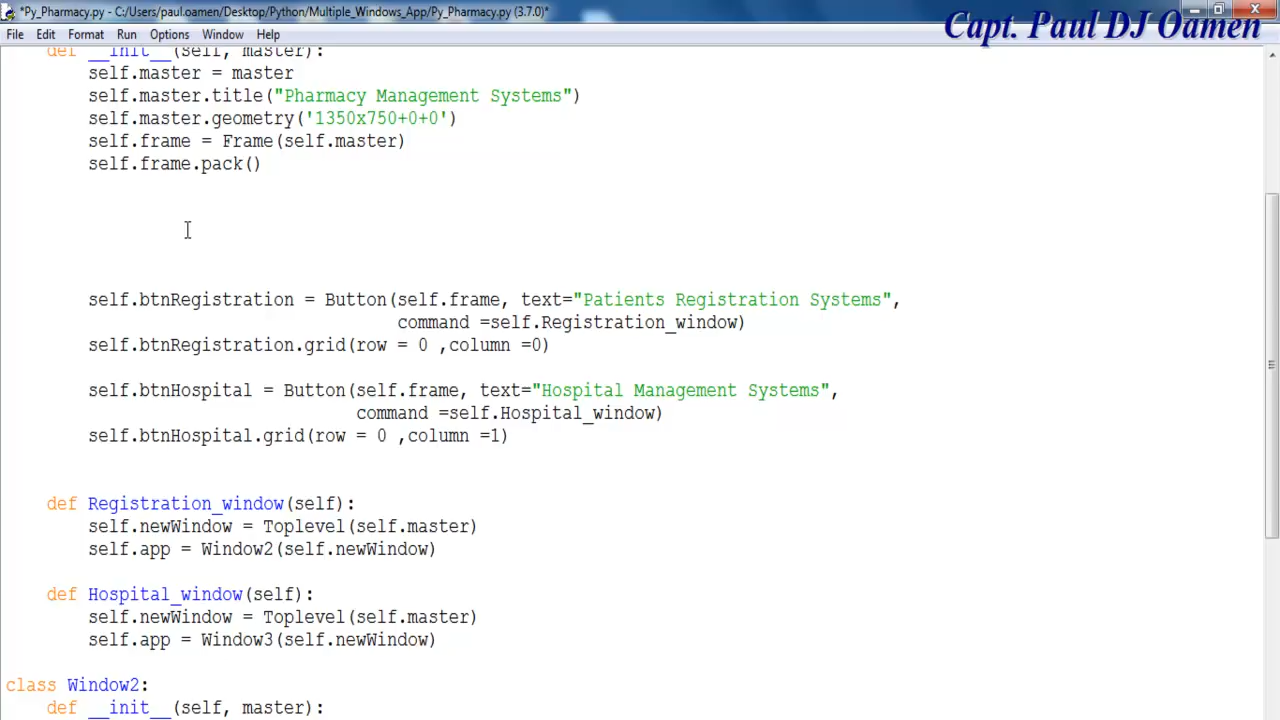 *Py_Pharmacy.py - C:/Users/paul.oamen/Desktop/Python/Multiple_Windows_App/Py_Pharmacy.py (3.7.0)*
Capt. Paul DJ Oamen
File Edit Format Run Options Window Help
def __init__(self, master):
self.master = master
self.master.title("Pharmacy Management Systems")
self.master.geometry('1350x750+0+0')
self.frame = Frame(self.master)
self.frame.pack()
self.btnRegistration = Button(self.frame, text="Patients Registration Systems",
command =self.Registration_window)
self.btnRegistration.grid(row = 0 ,column =0)
self.btnHospital = Button(self.frame, text="Hospital Management Systems",
command =self.Hospital_window)
self.btnHospital.grid(row = 0 ,column =1)
def Registration_window(self):
self.newWindow = Toplevel(self.master)
self.app = Window2(self.newWindow)
def Hospital_window(self):
self.newWindow = Toplevel(self.master)
self.app = Window3(self.newWindow)
class Window2:
def __init__(self, master):